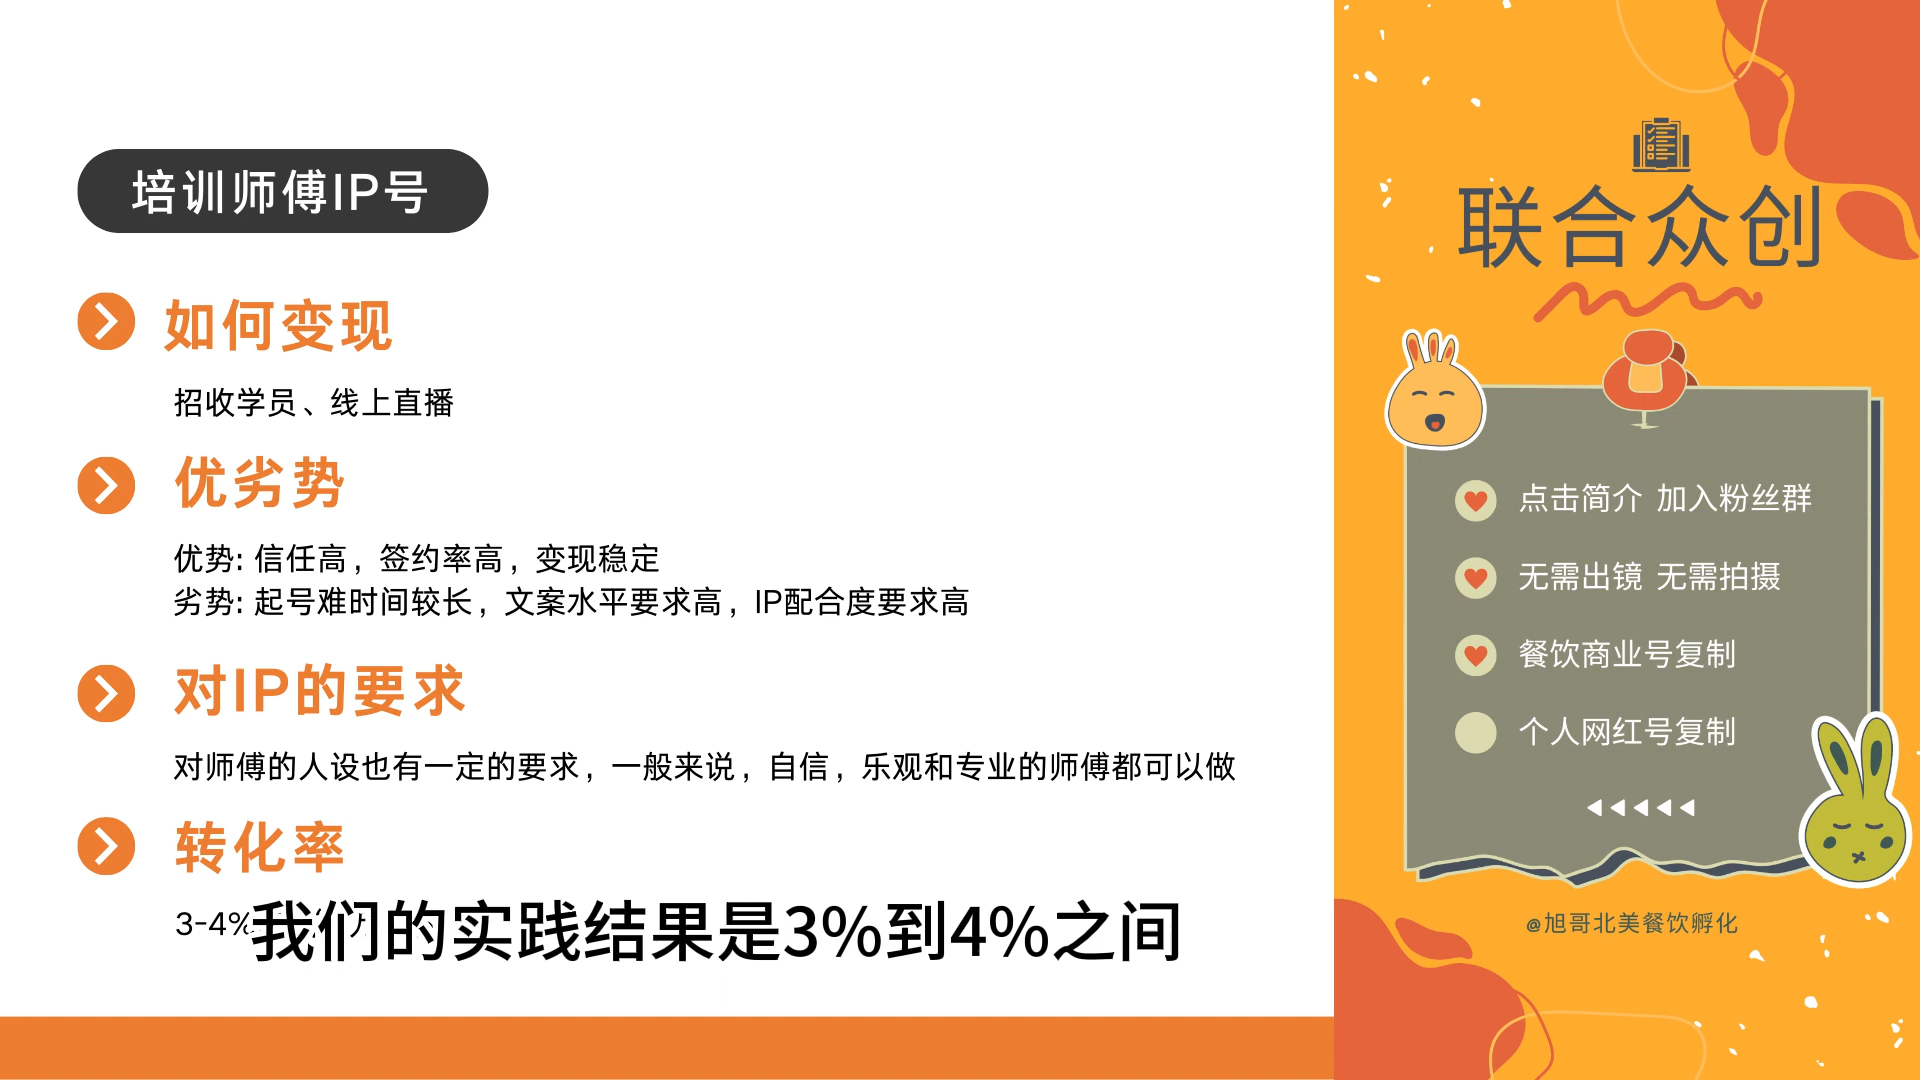 培训师傅IP号
如何变现
招收学员、线上直播
优劣势
优势: 信任高, 签约率高, 变现稳定
劣势: 起号难时间较长, 文案水平要求高, IP配合度要求高
对IP的要求
对师傅的人设也有一定的要求, 一般来说, 自信, 乐观和专业的师傅都可以做
转化率
3-4%
我们的实践结果是3%到4%之间
联合众创
点击简介 加入粉丝群
无需出镜 无需拍摄
餐饮商业号复制
个人网红号复制
@旭哥北美餐饮孵化